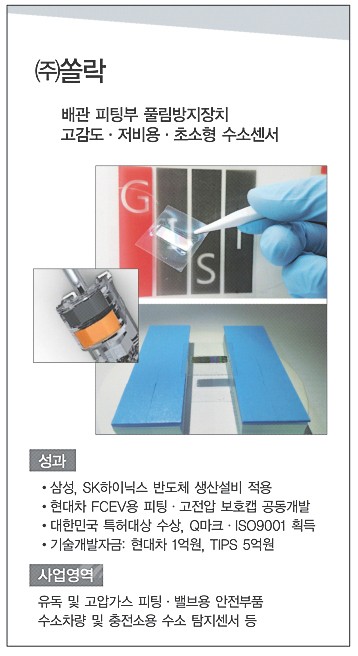 ㈜쏠락
배관 피팅부 풀림방지장치
고감도 · 저비용 · 초소형 수소센서
G
S
I
성과
• 삼성, SK하이닉스 반도체 생산설비 적용
• 현대차 FCEV용 피팅 · 고전압 보호캡 공동개발
• 대한민국 특허대상 수상, Q마크 · ISO9001 획득
• 기술개발자금: 현대차 1억원, TIPS 5억원
사업영역
유독 및 고압가스 피팅 · 밸브용 안전부품
수소차량 및 충전소용 수소 탐지센서 등